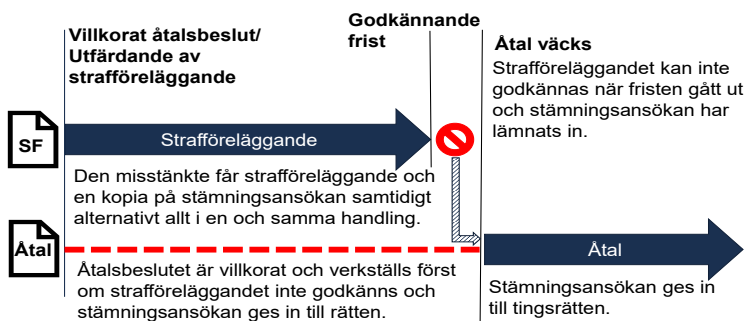 Villkorat åtalsbeslut/
Utfärdande av
strafföreläggande
Godkännande
frist
Åtal väcks
Strafföreläggandet kan inte
godkännas när fristen gått ut
och stämningsansökan har
lämnats in.
SF
Strafföreläggande
Den misstänkte får strafföreläggande och
en kopia på stämningsansökan samtidigt
alternativt allt i en och samma handling.
Åtal
Åtal
Åtalsbeslutet är villkorat och verkställs först
om strafföreläggandet inte godkänns och
stämningsansökan ges in till rätten.
Stämningsansökan ges in
till tingsrätten.